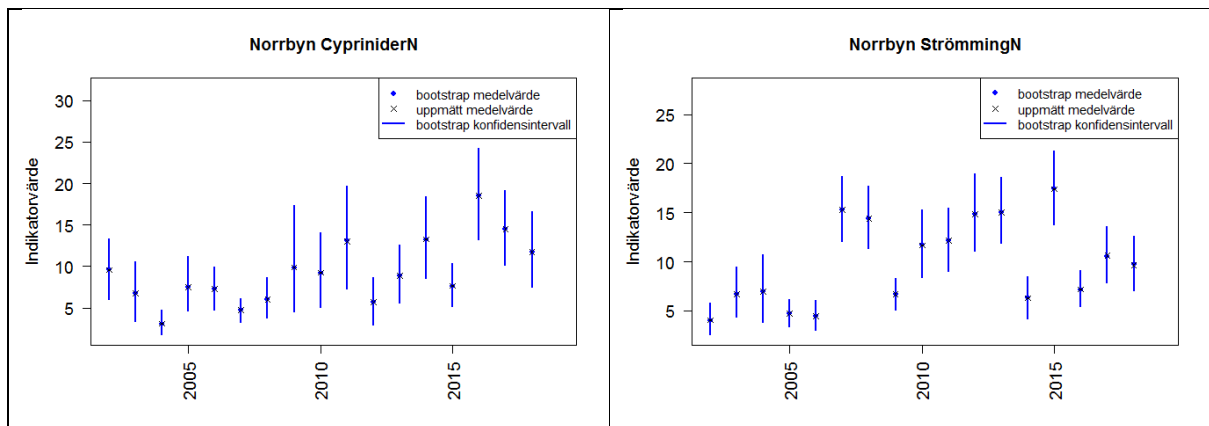 Norrbyn CypriniderN
bootstrap medelvärde
uppmätt medelvärde
bootstrap konfidensintervall
Indikatorvärde
30
25
20
15
10
5
2005
2010
2015
Norrbyn StrömmingN
bootstrap medelvärde
uppmätt medelvärde
bootstrap konfidensintervall
Indikatorvärde
25
20
15
10
5
2005
2010
2015